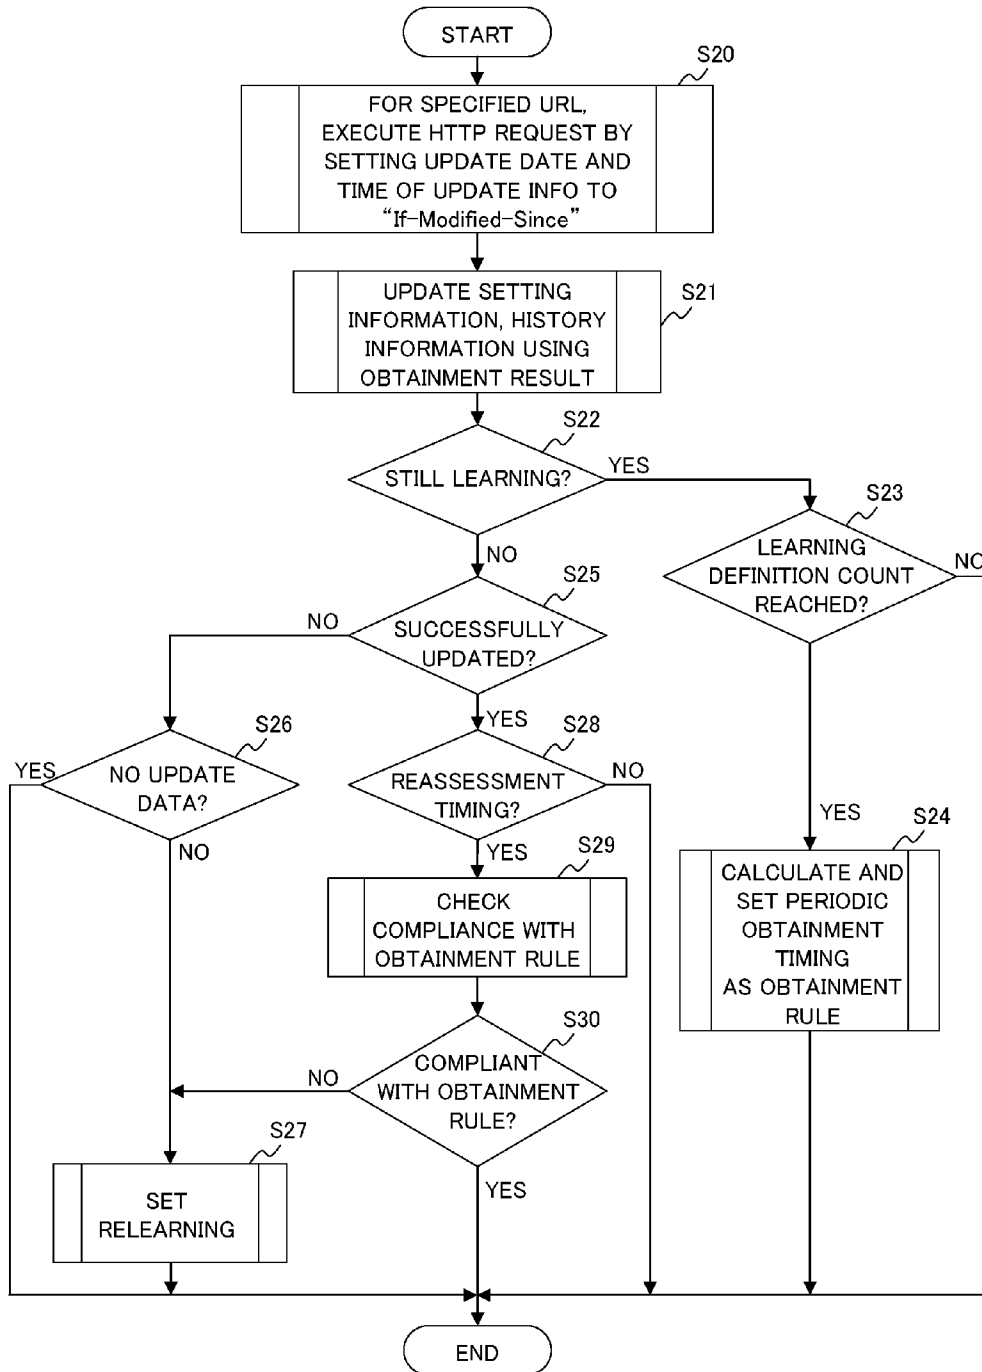 START
S20
FOR SPECIFIED URL,
EXECUTE HTTP REQUEST BY
SETTING UPDATE DATE AND
TIME OF UPDATE INFO TO
“If-Modified-Since”
S21
UPDATE SETTING
INFORMATION, HISTORY
INFORMATION USING
OBTAINMENT RESULT
S22
STILL LEARNING?
YES
NO
S23
LEARNING
DEFINITION COUNT
REACHED?
NO
YES
S25
SUCCESSFULLY
UPDATED?
NO
YES
S26
NO UPDATE
DATA?
YES
NO
S28
REASSESSMENT
TIMING?
NO
YES
S24
CALCULATE AND
SET PERIODIC
OBTAINMENT
TIMING
AS OBTAINMENT
RULE
S29
CHECK
COMPLIANCE WITH
OBTAINMENT RULE
S30
COMPLIANT
WITH OBTAINMENT
RULE?
NO
YES
S27
SET
RELEARNING
END